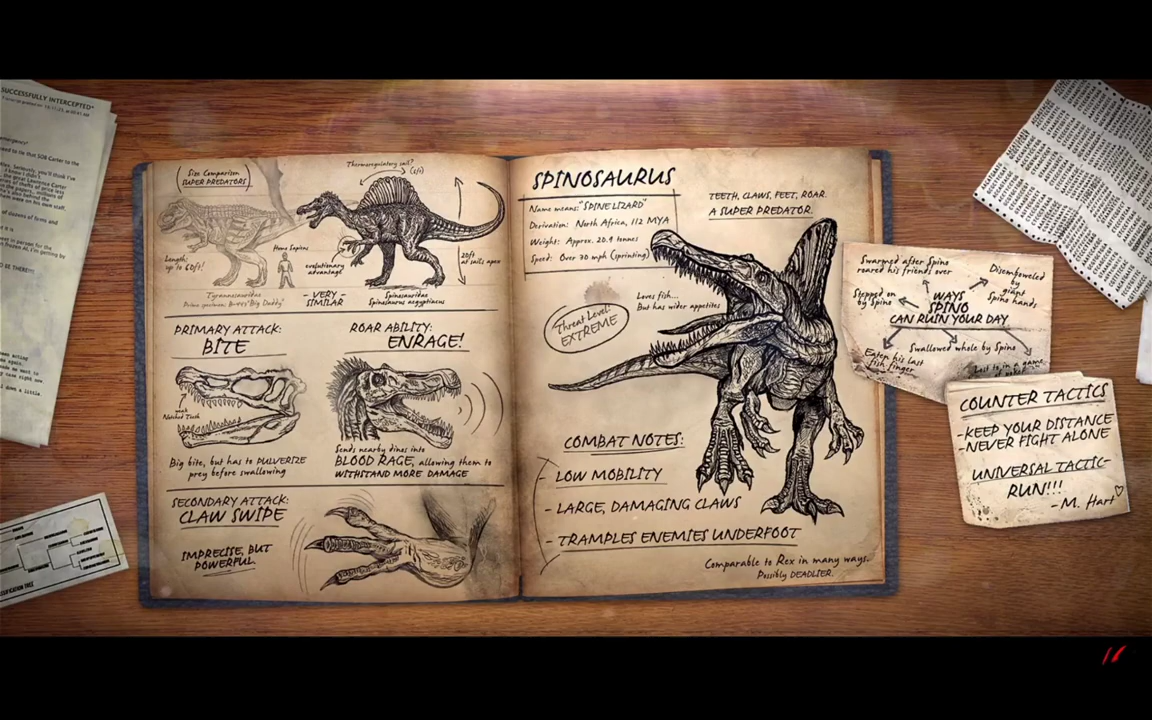 SUCCESSFULLY INTERCEPTED*
Size Comparison
SUPER PREDATORS
Thermoregulatory sail?
Length:
up to 60ft!
Homo Sapiens
evolutionary
advantage
20ft
at sails apex
Tyrannosauridae
"Big Daddy"
- VERY -
SIMILAR
Spinosauridae
Spinosaurus aegyptiacus
PRIMARY ATTACK:
BITE
weak
Notched Teeth
Big bite, but has to PULVERIZE
prey before swallowing
ROAR ABILITY:
ENRAGE!
Sends nearby dinos into
BLOOD RAGE, allowing them to
WITHSTAND MORE DAMAGE
SECONDARY ATTACK:
CLAW SWIPE
IMPRECISE, BUT
POWERFUL.
SPINOSAURUS
Name means: "SPINE LIZARD"
Derivation: North Africa, 112 MYA
Weight: Approx. 20.9 tonnes
Speed: Over 30 mph (sprinting)
TEETH, CLAWS, FEET, ROAR.
A SUPER PREDATOR.
Threat Level:
EXTREME
Loves fish...
But has wider appetites
COMBAT NOTES:
- LOW MOBILITY
- LARGE, DAMAGING CLAWS
- TRAMPLES ENEMIES UNDERFOOT
Comparable to Rex in many ways.
Possibly DEADLIER.
Swarmed after Spino
roared his friends over
Disemboweled
by
giant
Spino hands
Stepped on
by Spino
WAYS
SPINO
CAN RUIN YOUR DAY
Swallowed whole by Spino
Eaten his last
fish finger
COUNTER TACTICS
-KEEP YOUR DISTANCE
-NEVER FIGHT ALONE
UNIVERSAL TACTIC-
RUN!!!
- M. Hart